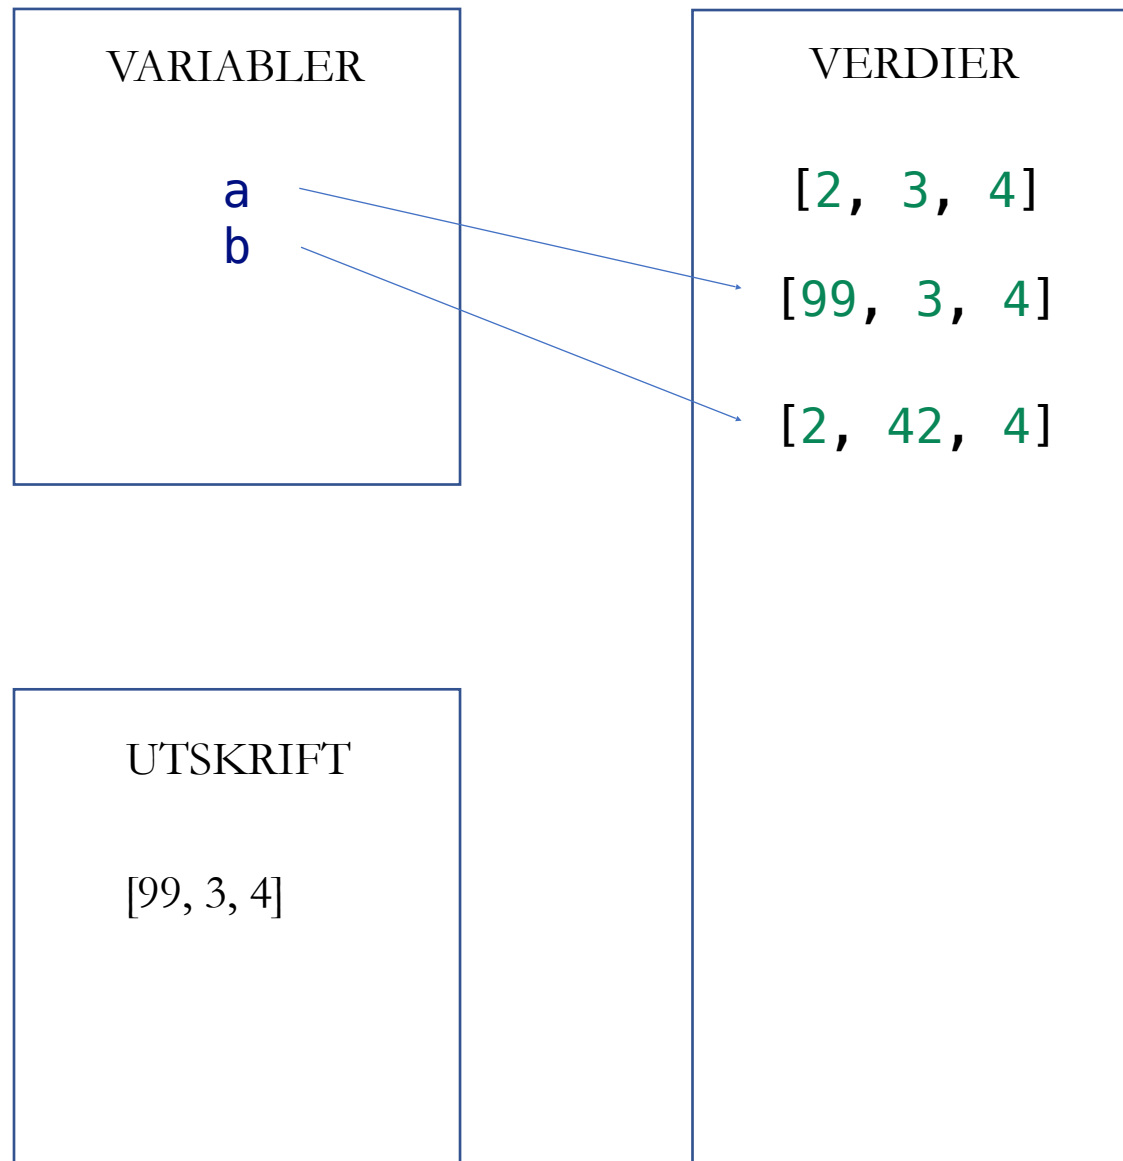 VARIABLER
a
b
VERDIER
[2, 3, 4]
[99, 3, 4]
[2, 42, 4]
UTSKRIFT
[99, 3, 4]